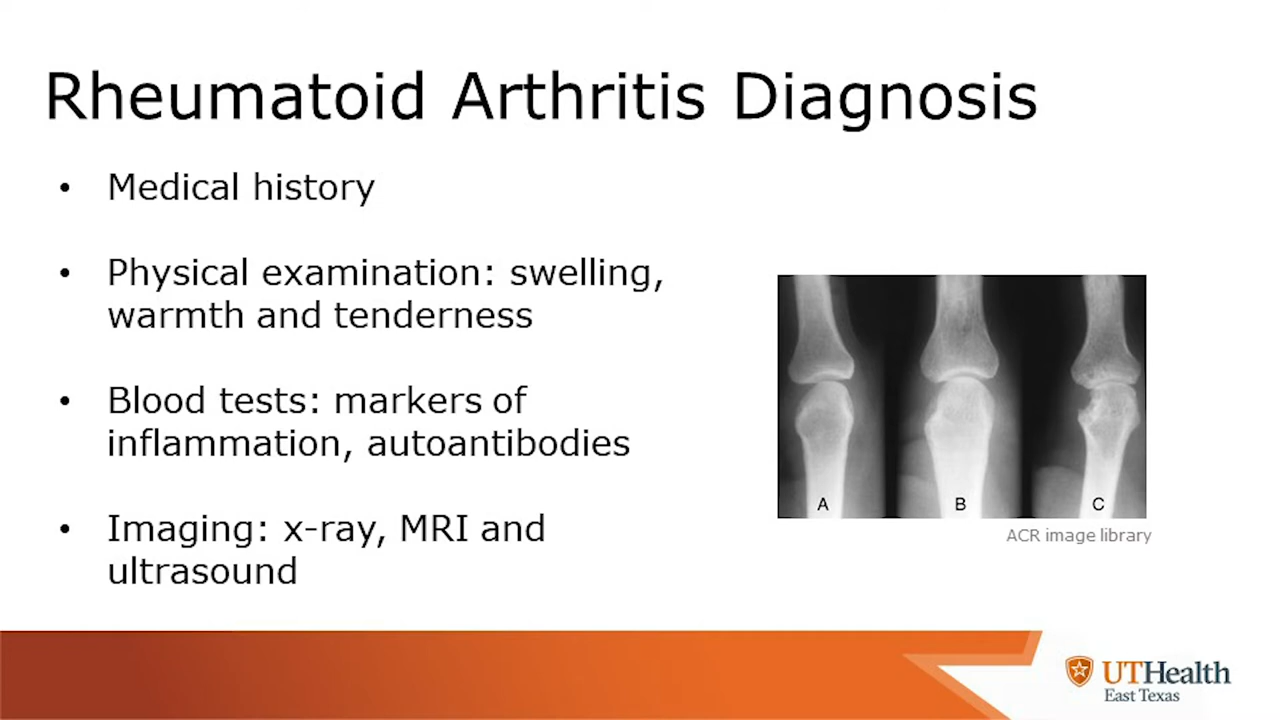 Rheumatoid Arthritis Diagnosis
• Medical history
• Physical examination: swelling,
warmth and tenderness
• Blood tests: markers of
inflammation, autoantibodies
• Imaging: x-ray, MRI and
ultrasound
A B C
ACR image library
UTHealth
East Texas